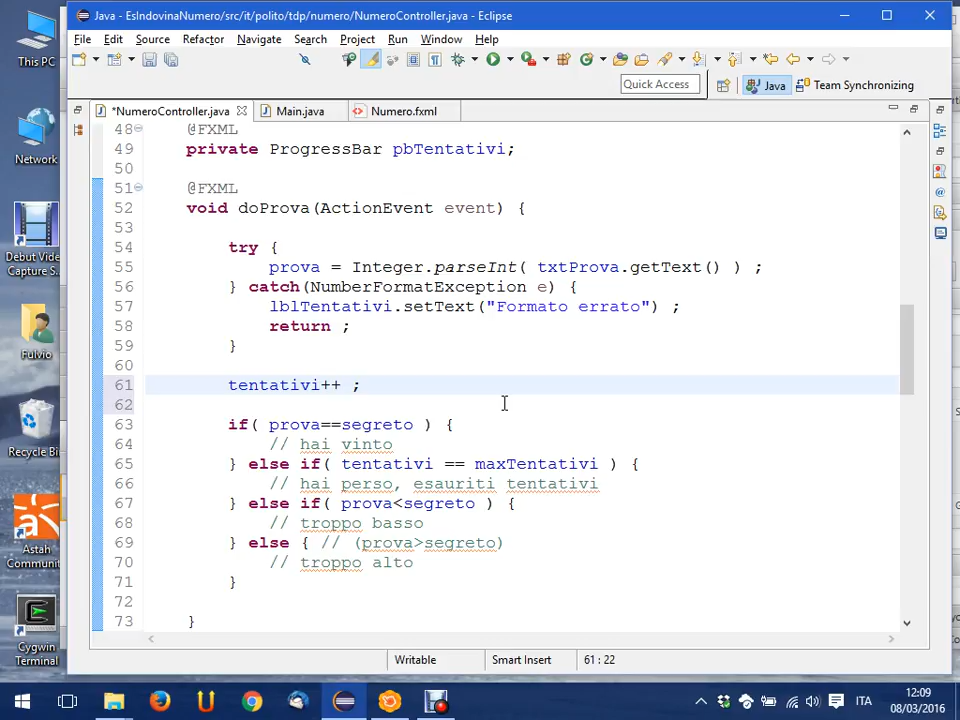 This PC
Network
Debut Video
Capture S...
Fulvio
Recycle Bin
Astah
Communi...
Cygwin
Terminal
Java - EsIndovinaNumero/src/it/polito/tdp/numero/NumeroController.java - Eclipse
File Edit Source Refactor Navigate Search Project Run Window Help
Quick Access
Java
Team Synchronizing
*NumeroController.java
Main.java
Numero.fxml
48 @FXML
49 private ProgressBar pbTentativi;
50
51 @FXML
52 void doProva(ActionEvent event) {
53
54 try {
55 prova = Integer.parseInt( txtProva.getText() ) ;
56 } catch(NumberFormatException e) {
57 lblTentativi.setText("Formato errato") ;
58 return ;
59 }
60
61 tentativi++ ;
62
63 if( prova==segreto ) {
64 // hai vinto
65 } else if( tentativi == maxTentativi ) {
66 // hai perso, esauriti tentativi
67 } else if( prova<segreto ) {
68 // troppo basso
69 } else { // (prova>segreto)
70 // troppo alto
71 }
72
73 }
Writable
Smart Insert
61 : 22
ITA
12:09
08/03/2016